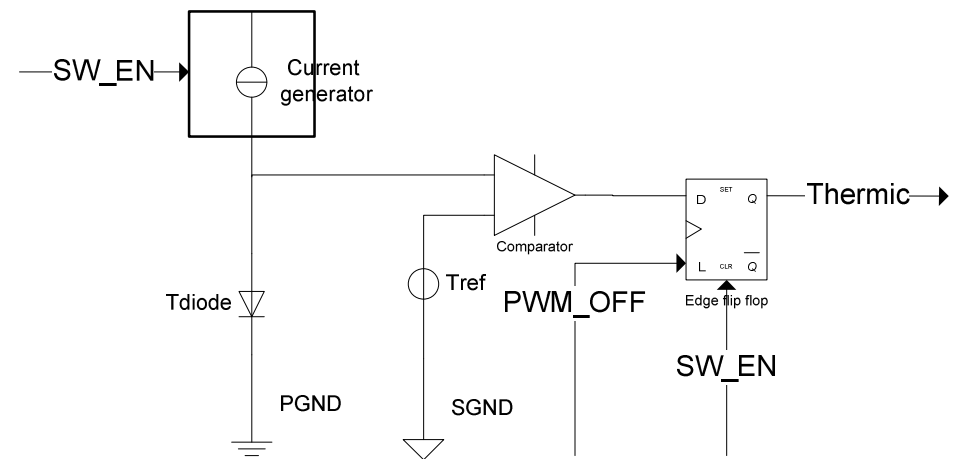 SW_EN
Current
generator
Thermic
SET
D
Q
Comparator
L
CLR
Q
Edge flip flop
Tdiode
Tref
PWM_OFF
SW_EN
PGND
SGND